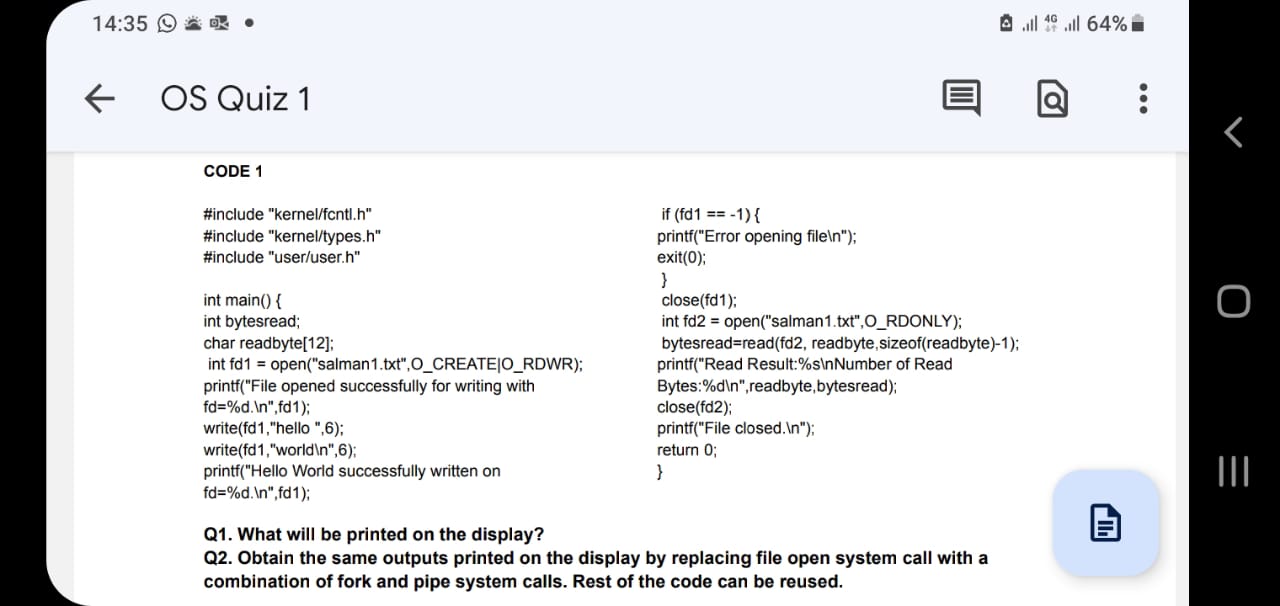 14:35
4G 64%
OS Quiz 1
CODE 1
#include "kernel/fcntl.h"
#include "kernel/types.h"
#include "user/user.h"
int main() {
int bytesread;
char readbyte[12];
int fd1 = open("salman1.txt",O_CREATE|O_RDWR);
printf("File opened successfully for writing with
fd=%d.\n",fd1);
write(fd1,"hello ",6);
write(fd1,"world\n",6);
printf("Hello World successfully written on
fd=%d.\n",fd1);
if (fd1 == -1) {
printf("Error opening file\n");
exit(0);
}
close(fd1);
int fd2 = open("salman1.txt",O_RDONLY);
bytesread=read(fd2, readbyte,sizeof(readbyte)-1);
printf("Read Result:%s\nNumber of Read
Bytes:%d\n",readbyte,bytesread);
close(fd2);
printf("File closed.\n");
return 0;
}
Q1. What will be printed on the display?
Q2. Obtain the same outputs printed on the display by replacing file open system call with a
combination of fork and pipe system calls. Rest of the code can be reused.